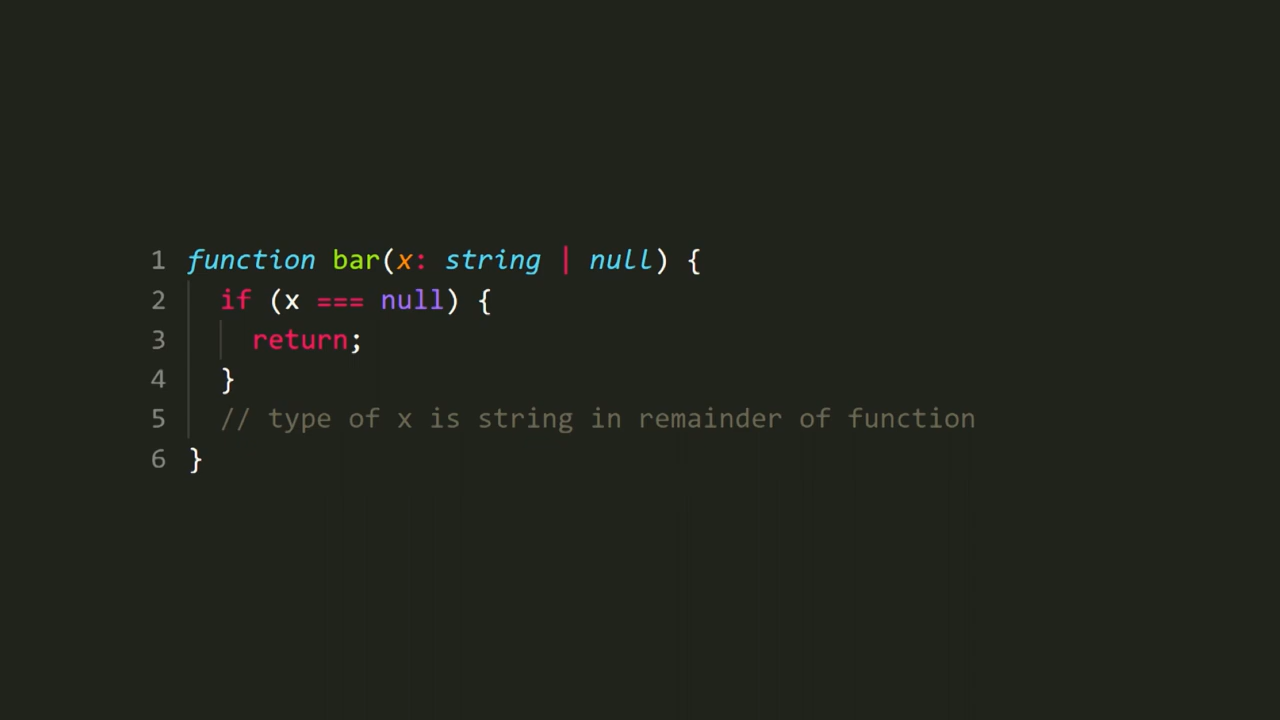 1 function bar(x: string | null) {
2   if (x === null) {
3     return;
4   }
5   // type of x is string in remainder of function
6 }